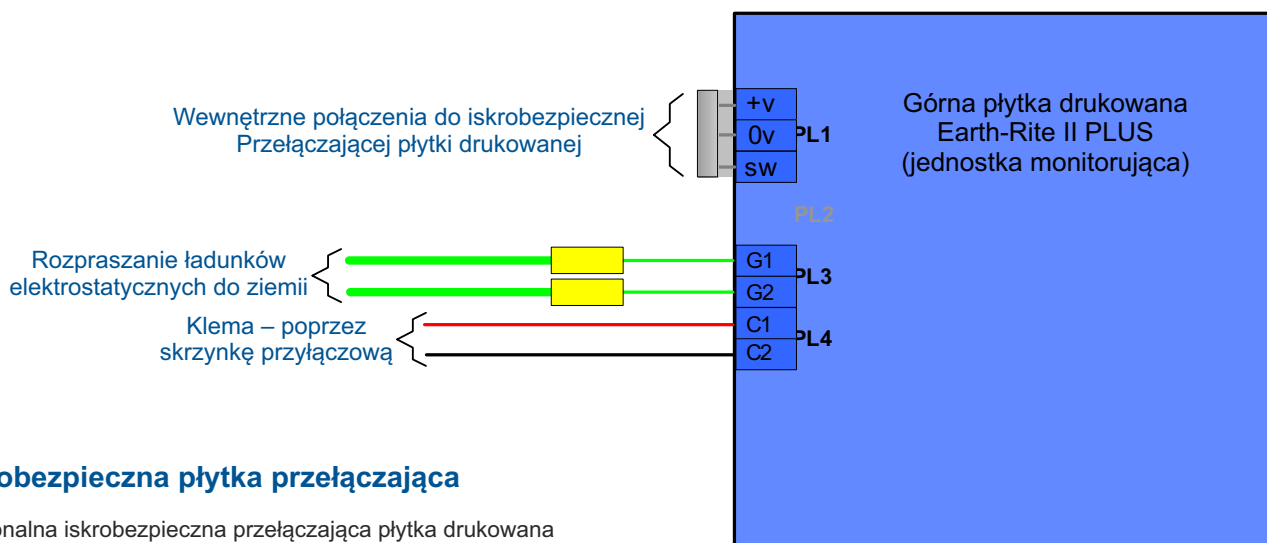 Wewnętrzne połączenia do iskrobezpiecznej
Przełączającej płytki drukowanej
+v
0v
sw
PL1
Górna płytka drukowana
Earth-Rite II PLUS
(jednostka monitorująca)
PL2
Rozpraszanie ładunków
elektrostatycznych do ziemii
G1
G2
PL3
Klema – poprzez
skrzynkę przyłączową
C1
C2
PL4
obezpieczna płytka przełączająca
onalna iskrobezpieczna przełączająca płytka drukowana